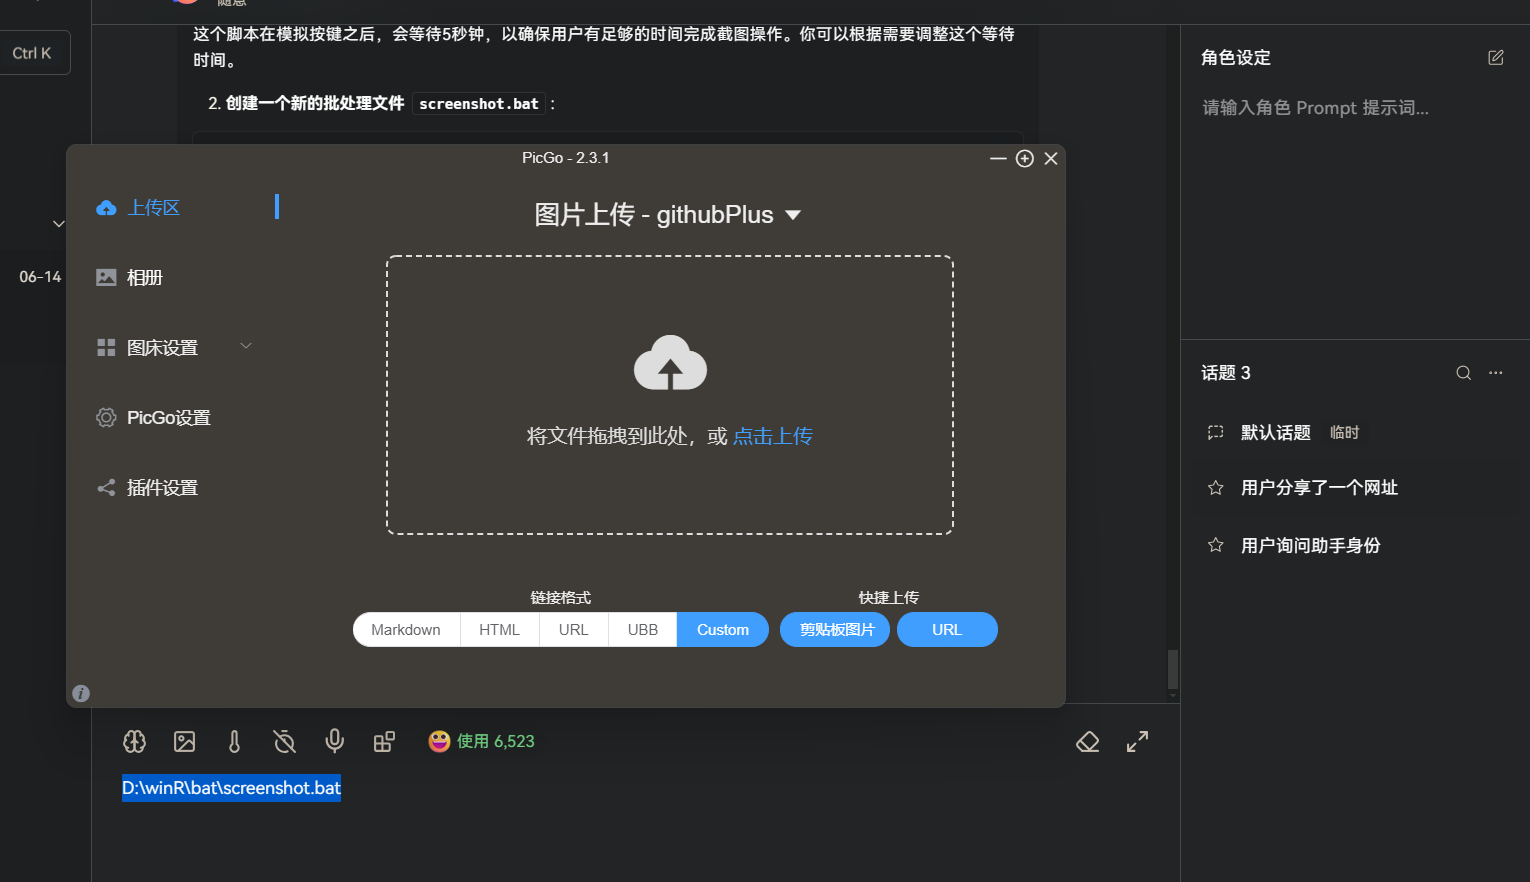 随意
Ctrl K
这个脚本在模拟按键之后，会等待5秒钟，以确保用户有足够的时间完成截图操作。你可以根据需要调整这个等待
时间。
2. 创建一个新的批处理文件 screenshot.bat ：
06-14
PicGo - 2.3.1
上传区
相册
图床设置
PicGo设置
插件设置
图片上传 - githubPlus
将文件拖拽到此处，或 点击上传
链接格式
快捷上传
Markdown HTML URL UBB Custom 剪贴板图片 URL
使用 6,523
D:\winR\bat\screenshot.bat
角色设定
请输入角色 Prompt 提示词...
话题 3
默认话题 临时
用户分享了一个网址
用户询问助手身份